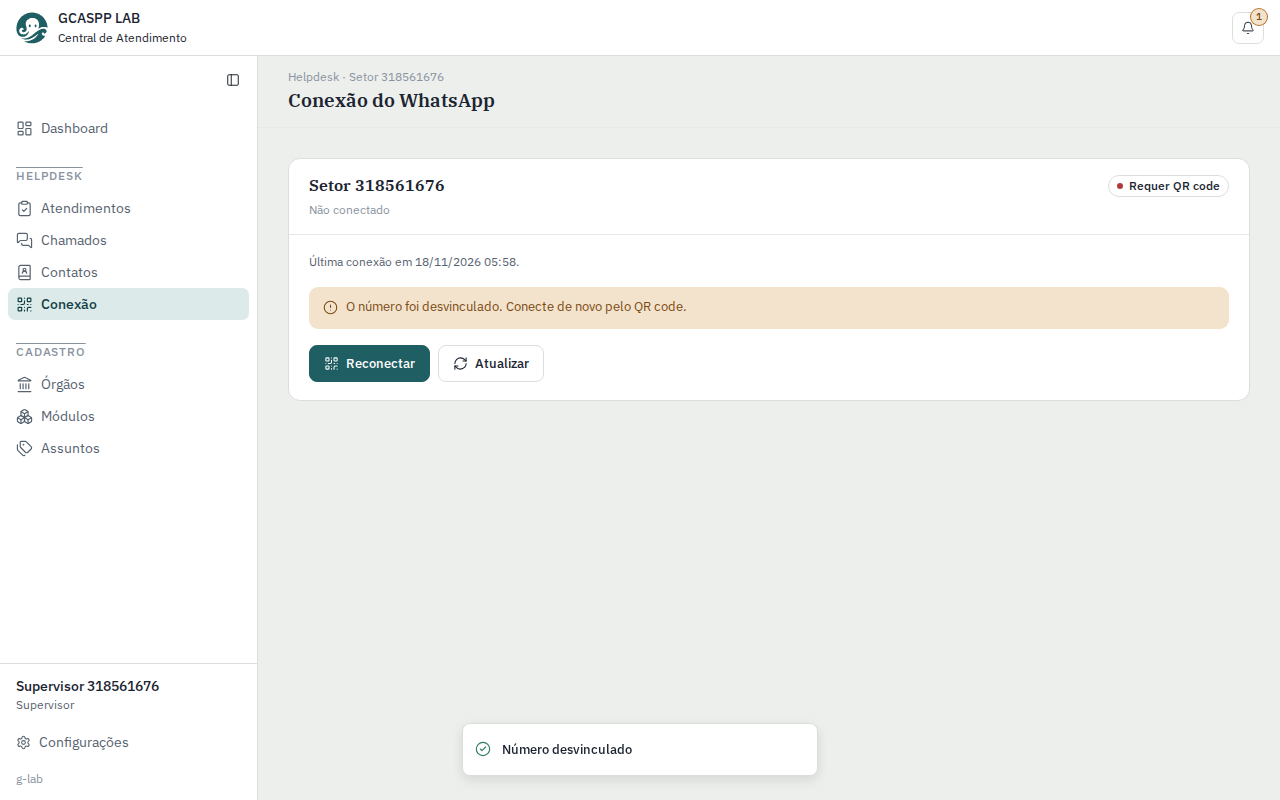 GCASPP LAB
Central de Atendimento
1
Dashboard
HELPDESK
Atendimentos
Chamados
Contatos
Conexão
CADASTRO
Órgãos
Módulos
Assuntos
Supervisor 318561676
Supervisor
Configurações
g-lab
Helpdesk · Setor 318561676
Conexão do WhatsApp
Setor 318561676
Requer QR code
Não conectado
Última conexão em 18/11/2026 05:58.
O número foi desvinculado. Conecte de novo pelo QR code.
Reconectar
Atualizar
Número desvinculado